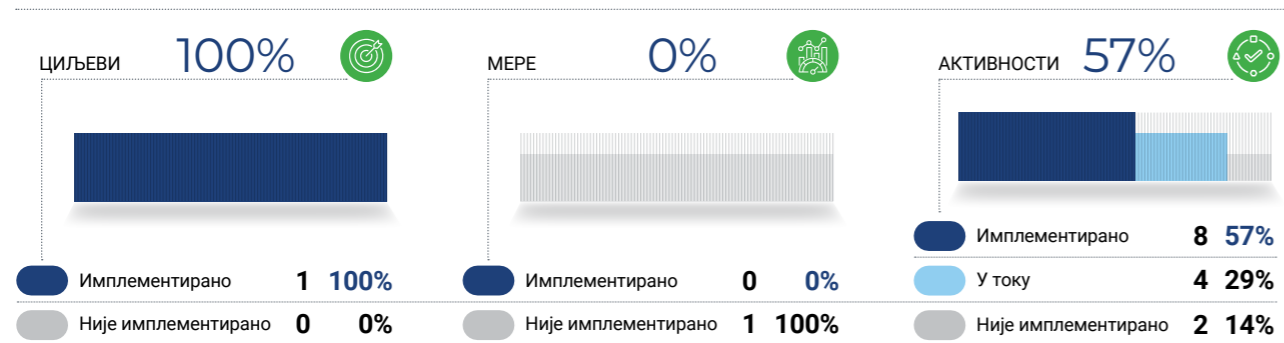 ЦИЉЕВИ 100%
Имплементирано 1 100%
Није имплементирано 0 0%
МЕРЕ 0%
Имплементирано 0 0%
Није имплементирано 1 100%
АКТИВНОСТИ 57%
Имплементирано 8 57%
У току 4 29%
Није имплементирано 2 14%